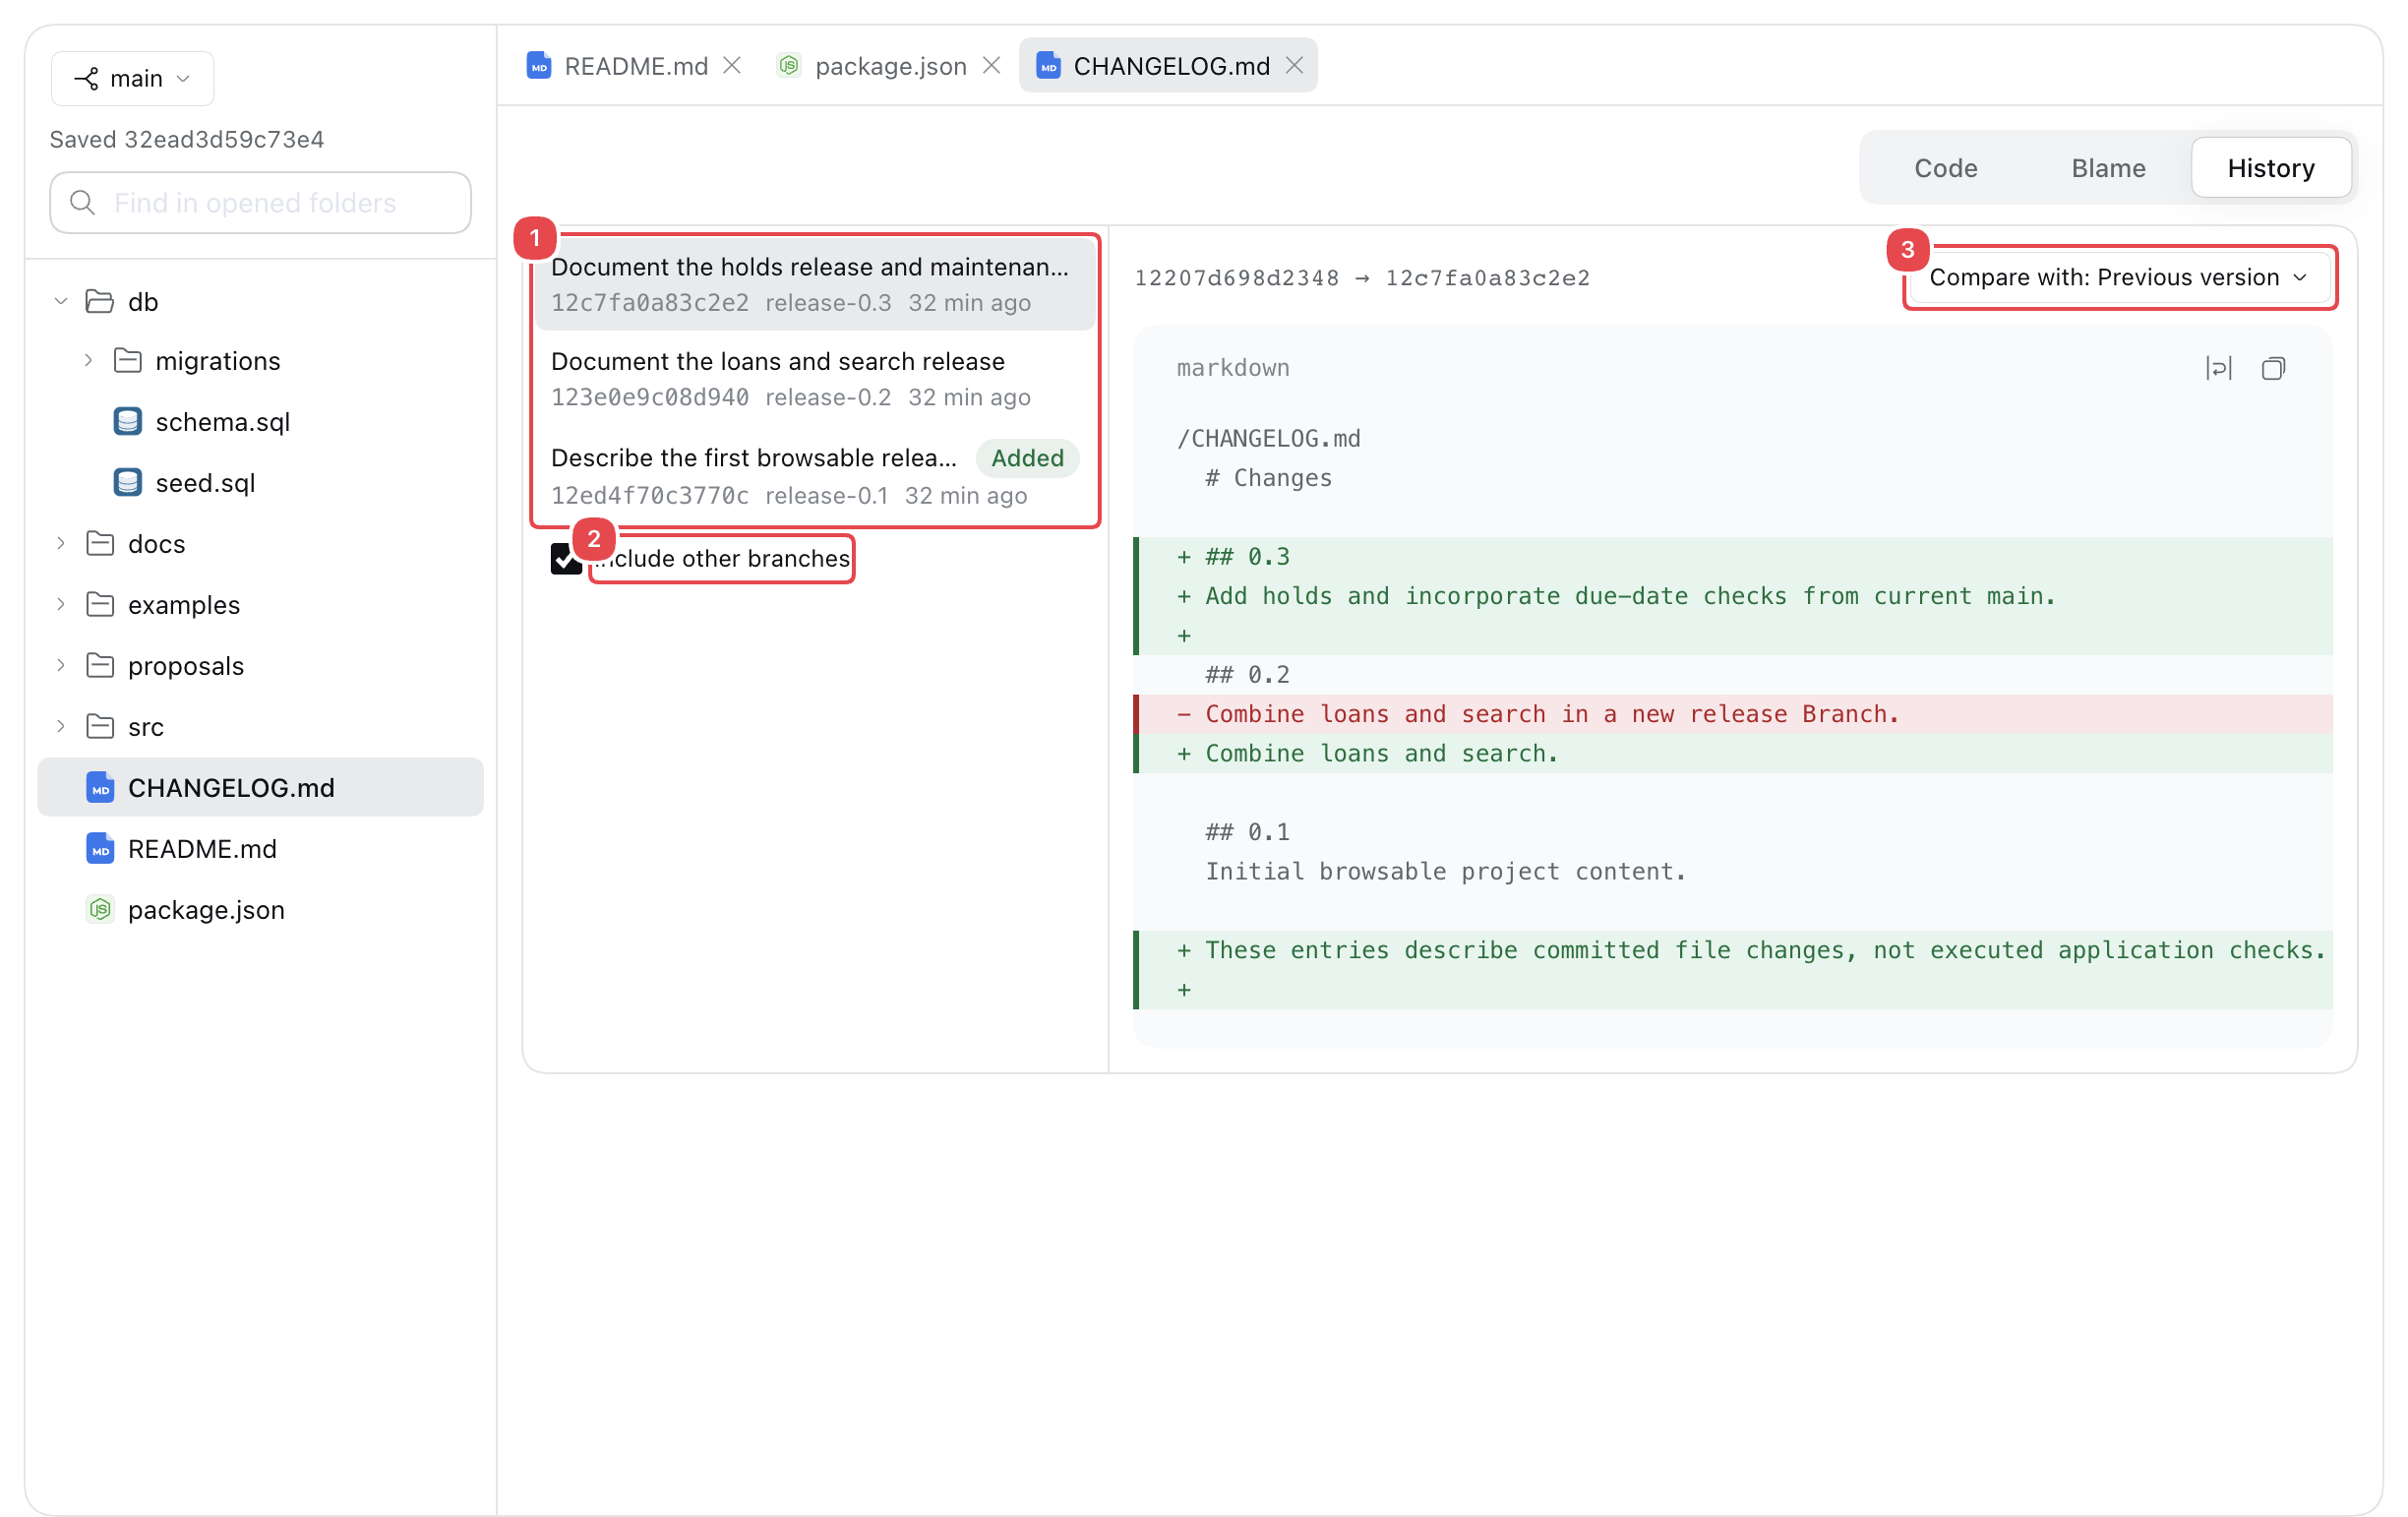 main
Saved 32ead3d59c73e4
Find in opened folders
db
migrations
schema.sql
seed.sql
docs
examples
proposals
src
CHANGELOG.md
README.md
package.json
README.md
package.json
CHANGELOG.md
Code
Blame
History
1
Document the holds release and maintenan...
12c7fa0a83c2e2 release-0.3 32 min ago
Document the loans and search release
123e0e9c08d940 release-0.2 32 min ago
Describe the first browsable relea... Added
12ed4f70c3770c release-0.1 32 min ago
2
Include other branches
12207d698d2348 → 12c7fa0a83c2e2
3
Compare with: Previous version
markdown
/CHANGELOG.md
# Changes
+ ## 0.3
+ Add holds and incorporate due-date checks from current main.
+
## 0.2
- Combine loans and search in a new release Branch.
+ Combine loans and search.
## 0.1
Initial browsable project content.
+ These entries describe committed file changes, not executed application checks.
+